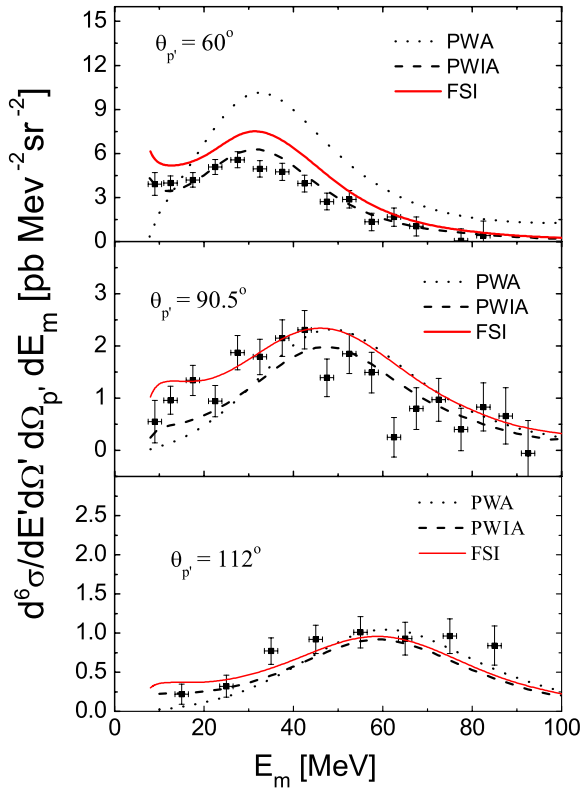 d⁶σ/dE'dΩ' dΩp' dEm [pb Mev⁻²sr⁻²]
15
12
9
6
3
0
θp' = 60°
PWA
PWIA
FSI
3
2
1
0
θp' = 90.5°
PWA
PWIA
FSI
2.5
2.0
1.5
1.0
0.5
0.0
θp' = 112°
PWA
PWIA
FSI
0 20 40 60 80 100
Em [MeV]